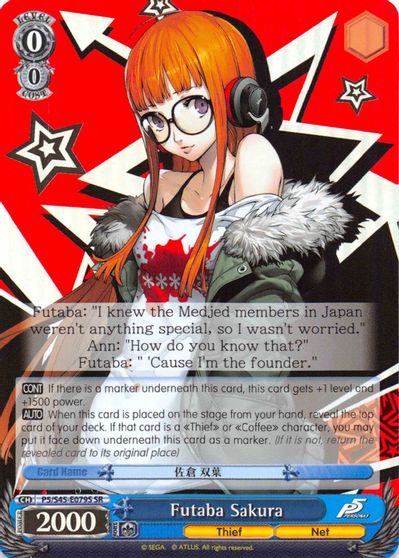 LEVEL
0
0
COST
Futaba: "I knew the Medjed members in Japan
weren't anything special, so I wasn't worried."
Ann: "How do you know that?"
Futaba: " 'Cause I'm the founder."
CONT If there is a marker underneath this card, this card gets +1 level and
+1500 power.
AUTO When this card is placed on the stage from your hand, reveal the top
card of your deck. If that card is a «Thief» or «Coffee» character, you may
put it face down underneath this card as a marker. (If it is not, return the
revealed card to its original place)
Card Name
佐倉 双葉
CH P5/S45-E079S SR
POWER
2000
Futaba Sakura
P5
PERSONA5
Thief
Net
© SEGA. © ATLUS. All rights reserved.